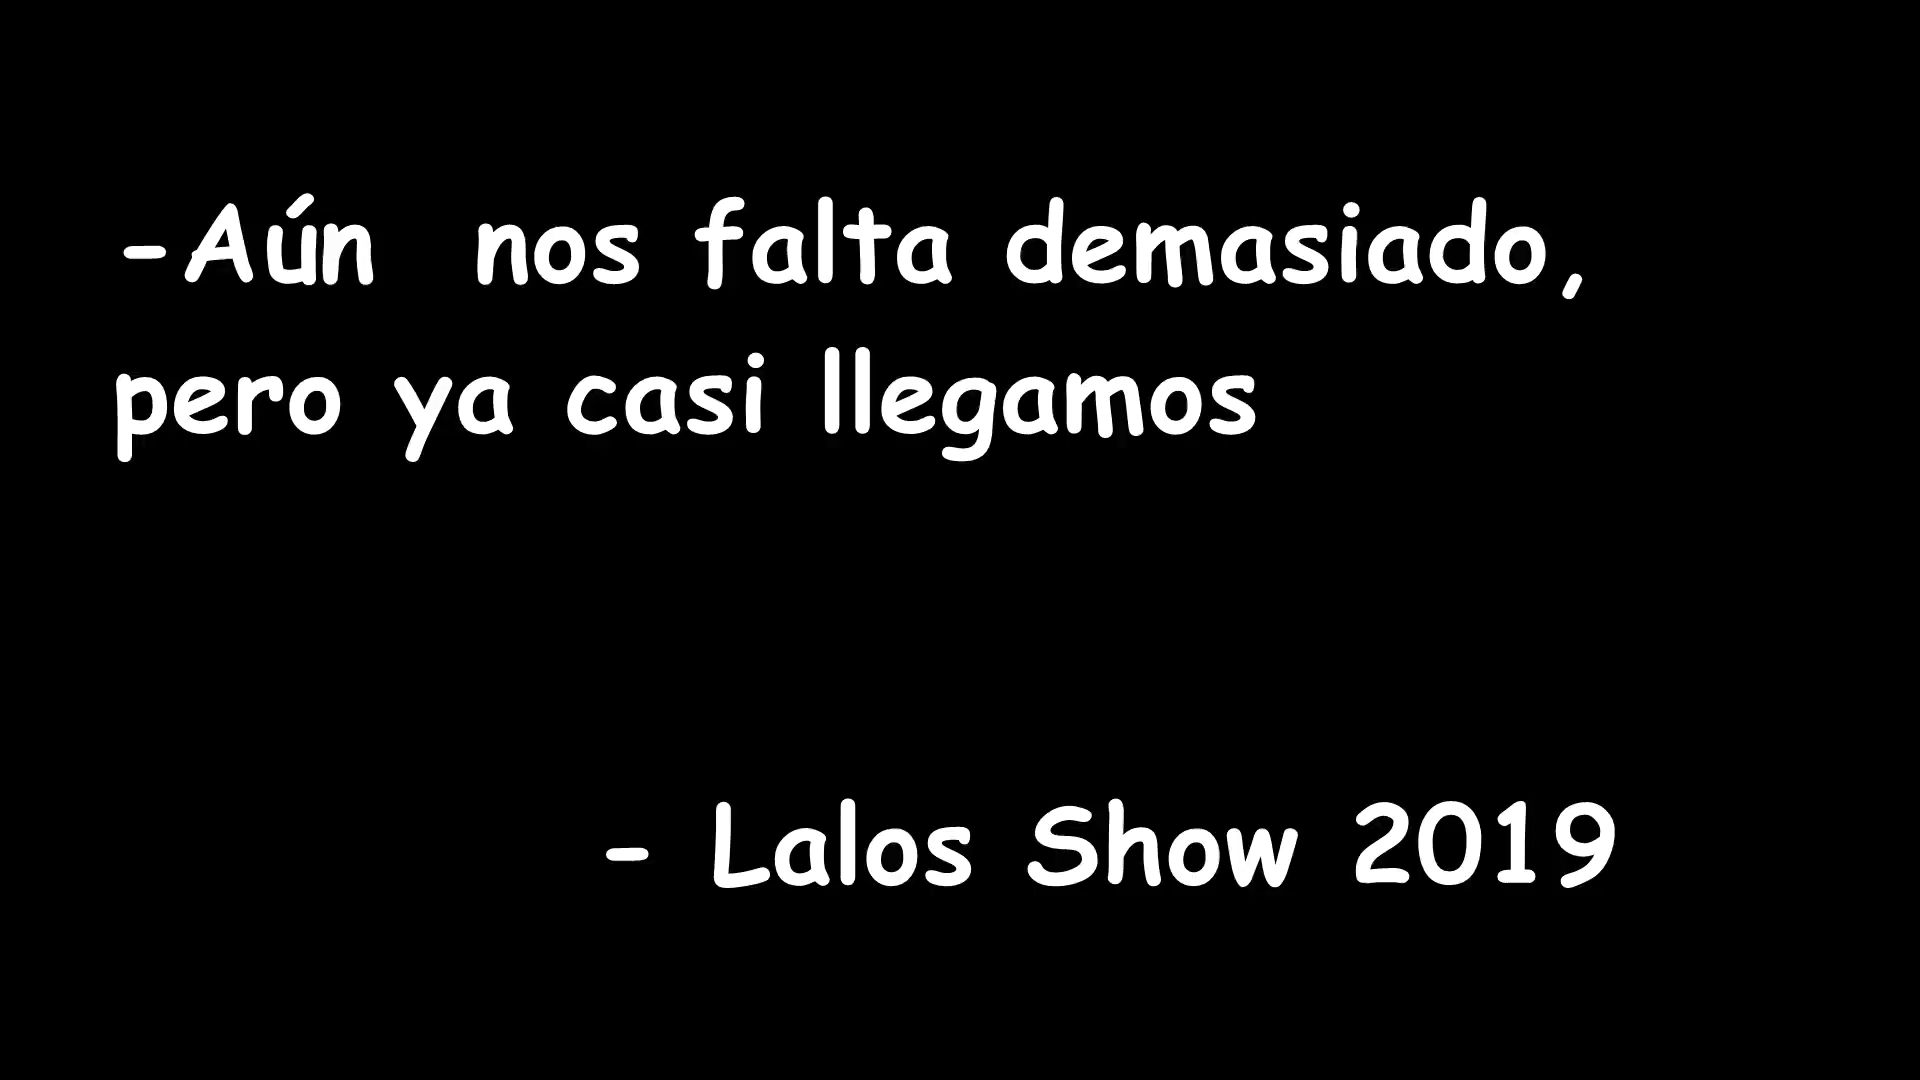 -Aún  nos falta demasiado,
pero ya casi llegamos
- Lalos Show 2019